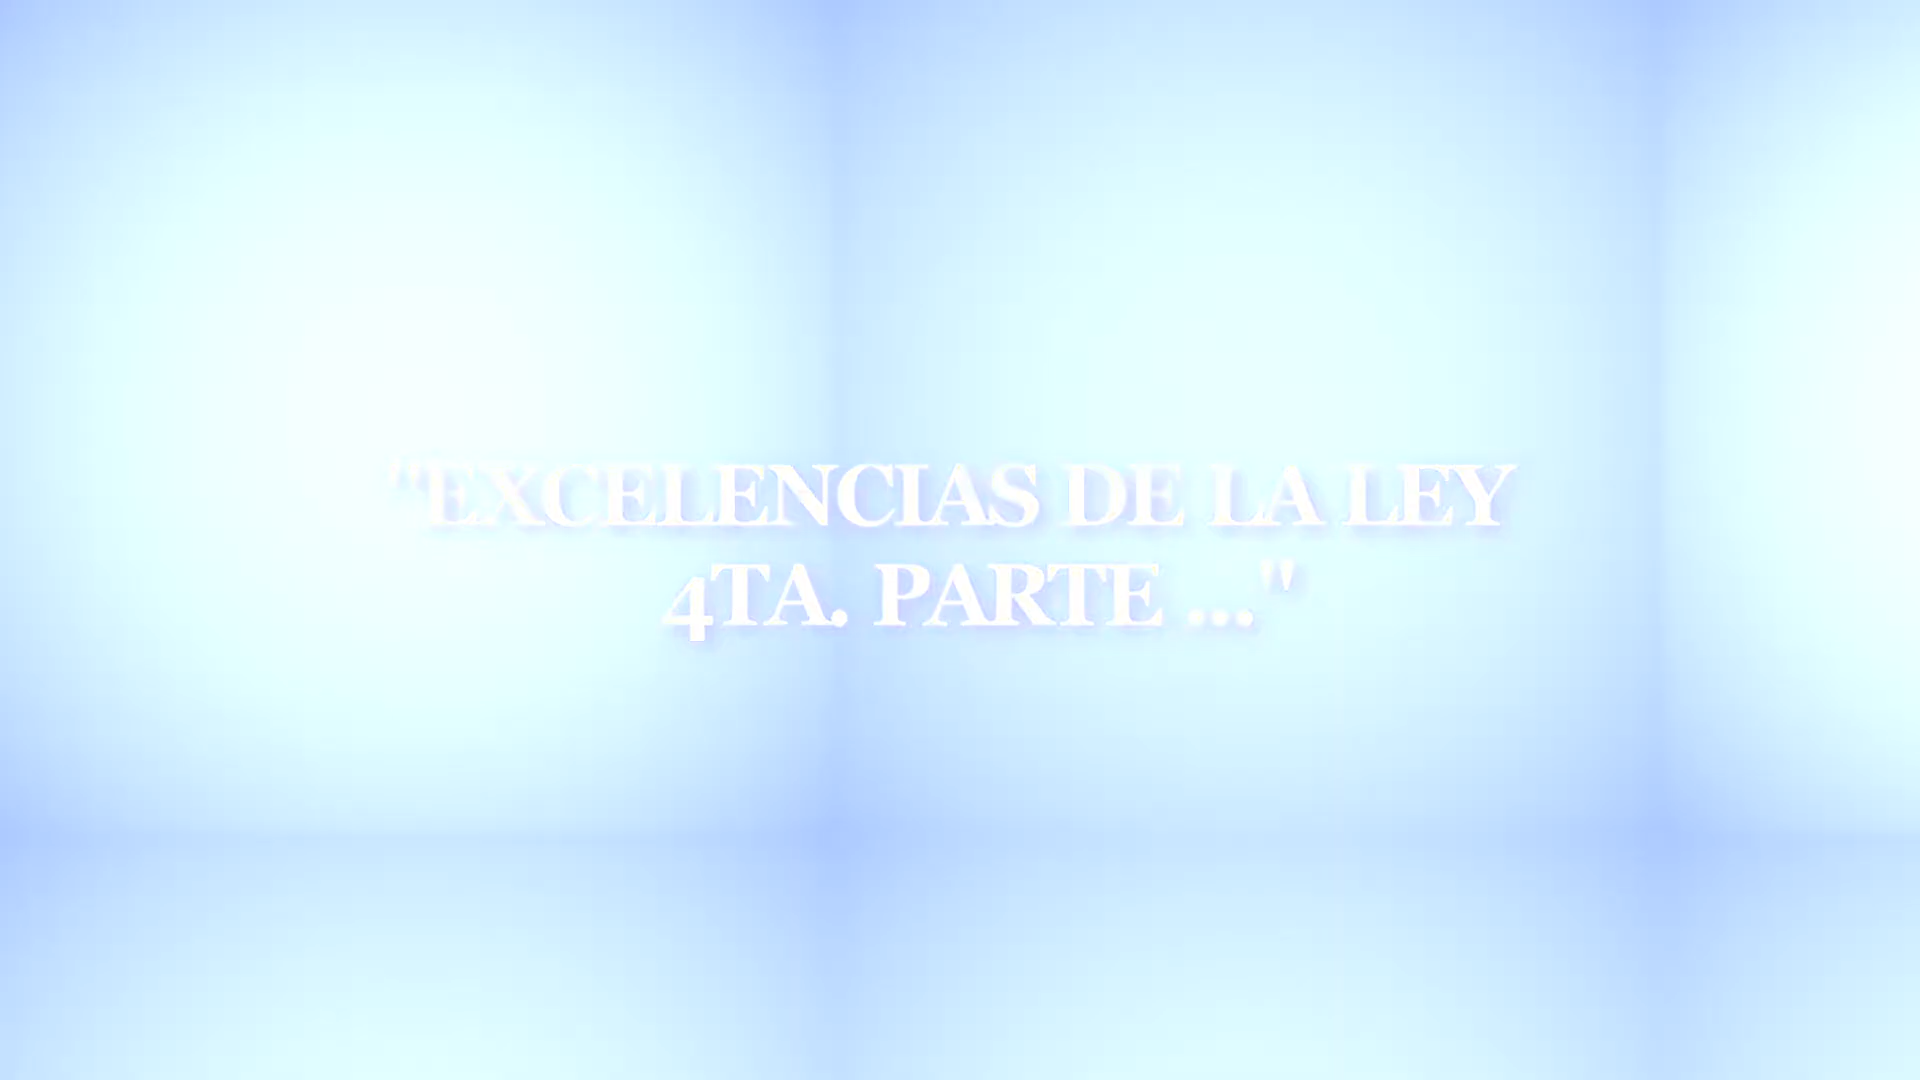 "EXCELENCIAS DE LA LEY
4TA. PARTE ..."